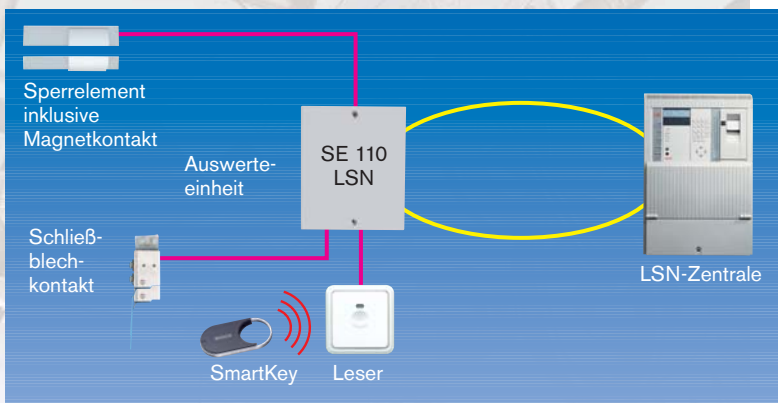 Sperrelement
inklusive
Magnetkontakt
Auswerte-
einheit
SE 110
LSN
Schließ-
blech-
kontakt
LSN-Zentrale
SmartKey
Leser